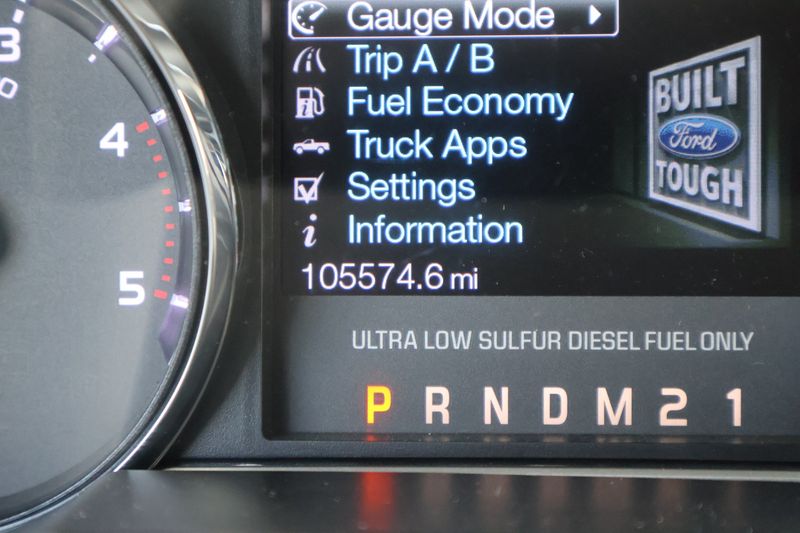 3
0
4
5
Gauge Mode
Trip A / B
Fuel Economy
Truck Apps
Settings
Information
105574.6 mi
BUILT
Ford
TOUGH
ULTRA LOW SULFUR DIESEL FUEL ONLY
P R N D M 2 1